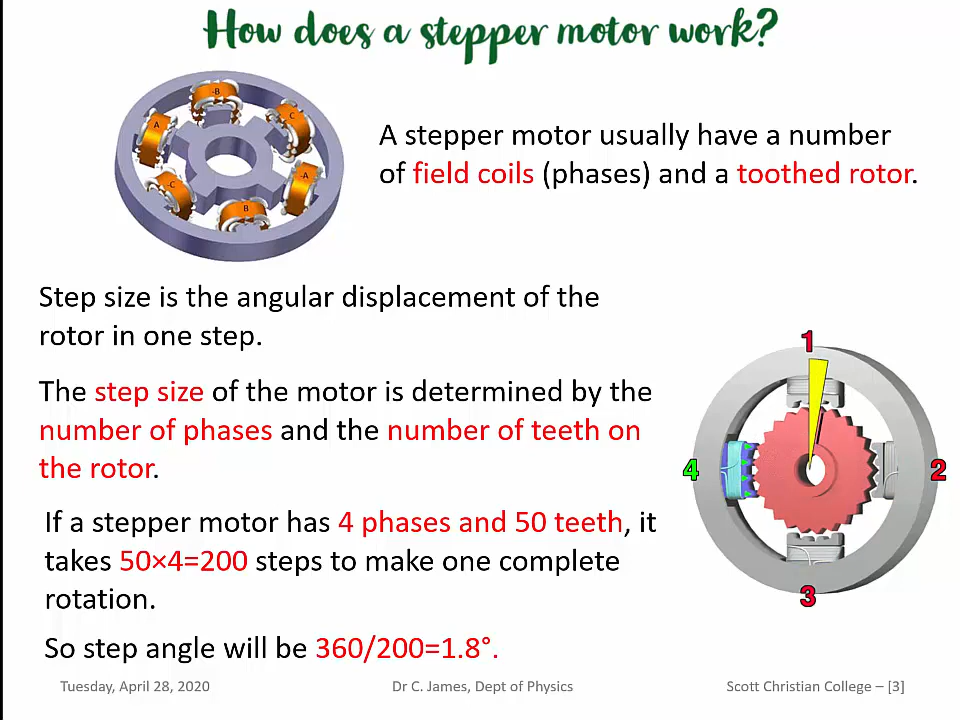 How does a stepper motor work?
-B
A
C
-C
-A
B
A stepper motor usually have a number
of field coils (phases) and a toothed rotor.
Step size is the angular displacement of the
rotor in one step.
The step size of the motor is determined by the
number of phases and the number of teeth on
the rotor.
1
4
2
3
If a stepper motor has 4 phases and 50 teeth, it
takes 50×4=200 steps to make one complete
rotation.
So step angle will be 360/200=1.8°.
Tuesday, April 28, 2020
Dr C. James, Dept of Physics
Scott Christian College – [3]